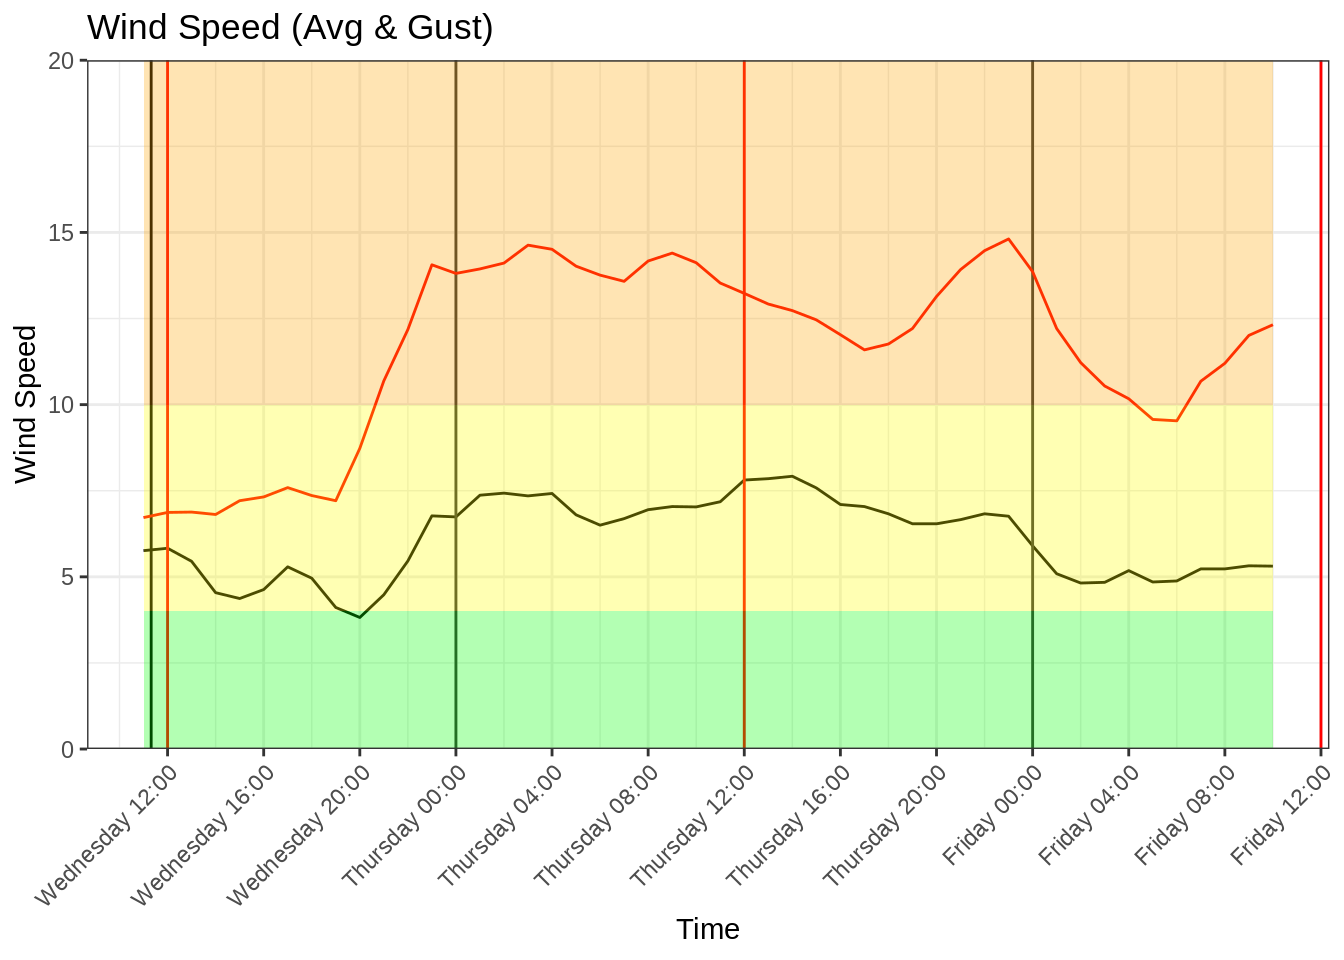 Wind Speed (Avg & Gust)
Wind Speed
20
15
10
5
0
Wednesday 12:00
Wednesday 16:00
Wednesday 20:00
Thursday 00:00
Thursday 04:00
Thursday 08:00
Thursday 12:00
Thursday 16:00
Thursday 20:00
Friday 00:00
Friday 04:00
Friday 08:00
Friday 12:00
Time